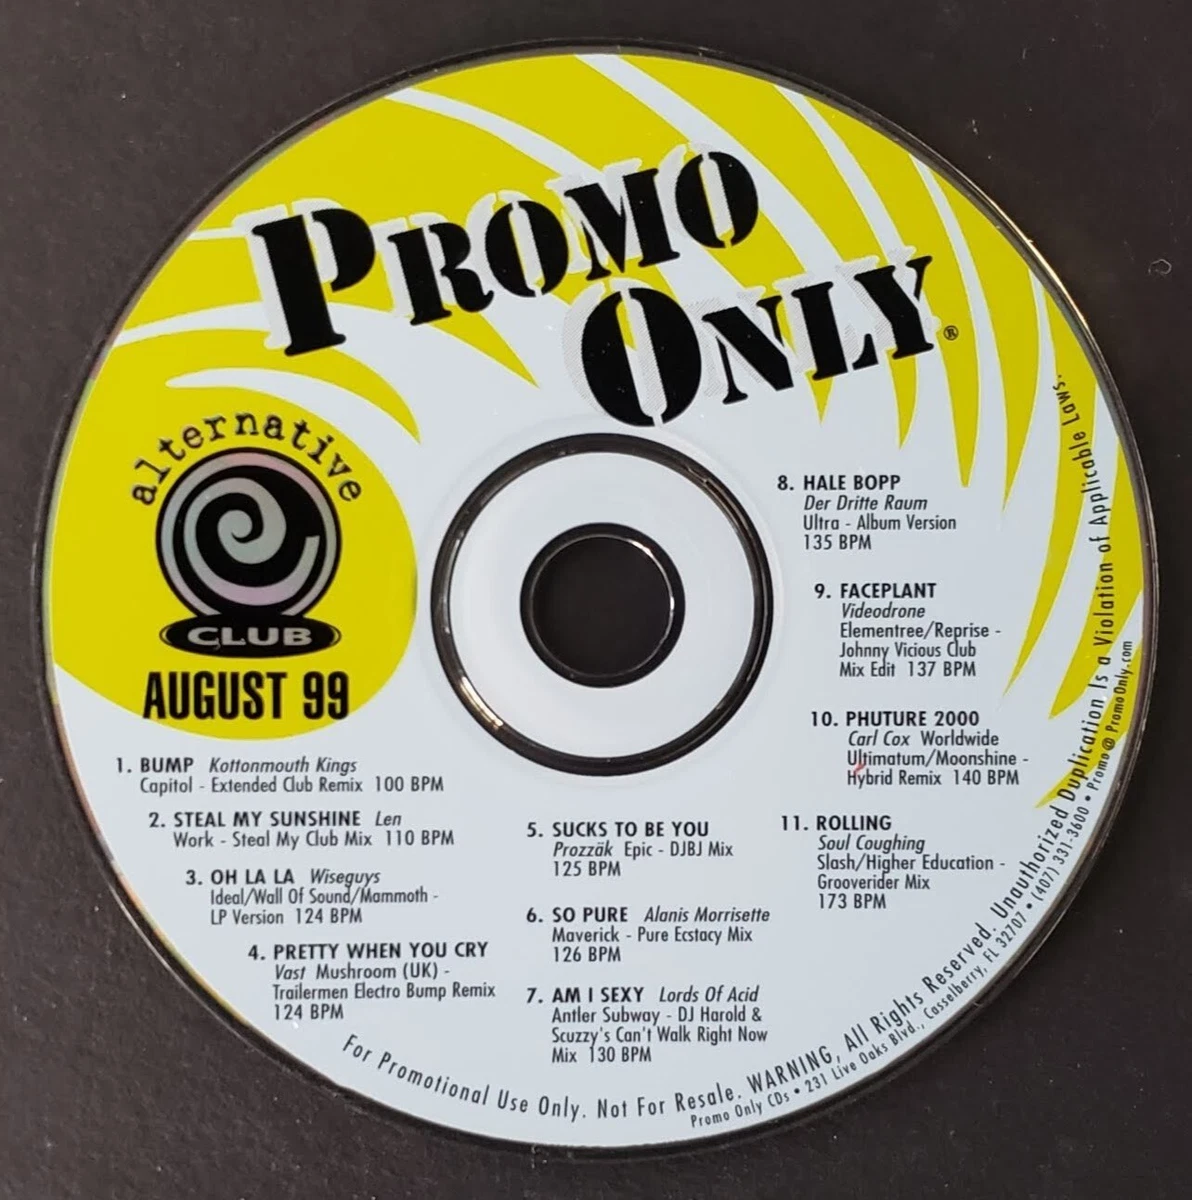 PROMO
ONLY®
alternative
CLUB
AUGUST 99
1. BUMP Kottonmouth Kings
Capitol - Extended Club Remix 100 BPM
2. STEAL MY SUNSHINE Len
Work - Steal My Club Mix 110 BPM
3. OH LA LA Wiseguys
Ideal/Wall Of Sound/Mammoth -
LP Version 124 BPM
4. PRETTY WHEN YOU CRY
Vast Mushroom (UK) -
Trailermen Electro Bump Remix
124 BPM
5. SUCKS TO BE YOU
Prozzäk Epic - DJBJ Mix
125 BPM
6. SO PURE Alanis Morrisette
Maverick - Pure Ecstacy Mix
126 BPM
7. AM I SEXY Lords Of Acid
Antler Subway - DJ Harold &
Scuzzy's Can't Walk Right Now
Mix 130 BPM
8. HALE BOPP
Der Dritte Raum
Ultra - Album Version
135 BPM
9. FACEPLANT
Videodrone
Elementree/Reprise -
Johnny Vicious Club
Mix Edit 137 BPM
10. PHUTURE 2000
Carl Cox Worldwide
Ultimatum/Moonshine -
Hybrid Remix 140 BPM
11. ROLLING
Soul Coughing
Slash/Higher Education -
Grooverider Mix
173 BPM
For Promotional Use Only. Not For Resale. WARNING, All Rights Reserved. Unauthorized Duplication Is a Violation of Applicable Laws.
Promo Only CDs • 231 Live Oaks Blvd., Casselberry, FL 32707 • (407) 331-3600 • Promo@PromoOnly.com